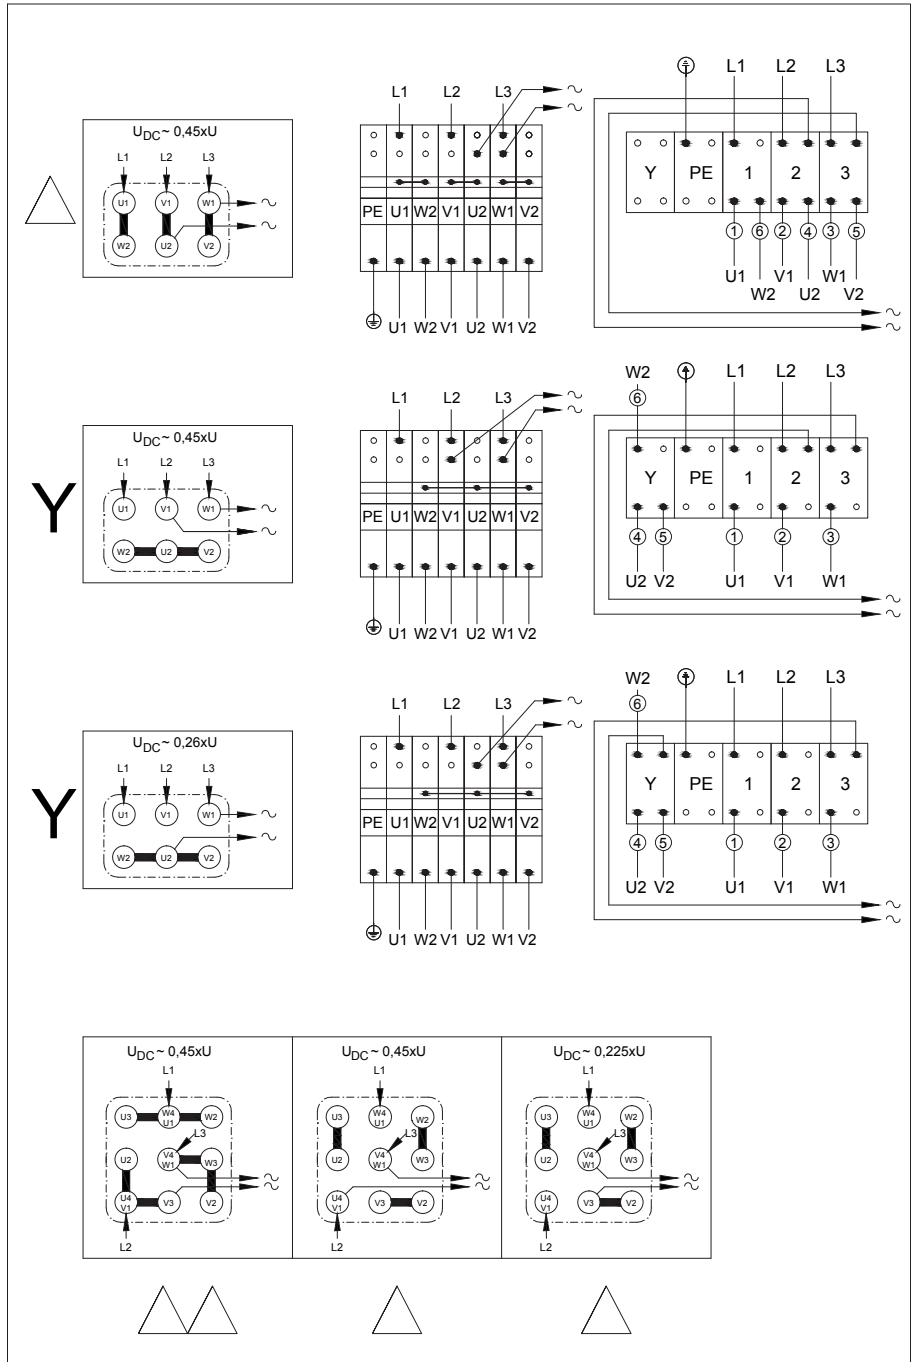 L1 L2 L3
U_DC ~ 0,45xU
L1 L2 L3
U1 V1 W1 ~
~
W2 U2 V2
L1 L2 L3 ~
~
PE U1 W2 V1 U2 W1 V2
U1 W2 V1 U2 W1 V2
Y PE 1 2 3
① ⑥ ② ④ ③ ⑤
U1 V1 W1
W2 U2 V2
~
~
W2 L1 L2 L3
⑥
Y
U_DC ~ 0,45xU
L1 L2 L3
U1 V1 W1 ~
~
W2 U2 V2
L1 L2 L3 ~
~
PE U1 W2 V1 U2 W1 V2
U1 W2 V1 U2 W1 V2
Y PE 1 2 3
④ ⑤ ① ② ③
U2 V2 U1 V1 W1
~
~
W2 L1 L2 L3
⑥
Y
U_DC ~ 0,26xU
L1 L2 L3
U1 V1 W1 ~
~
W2 U2 V2
L1 L2 L3 ~
~
PE U1 W2 V1 U2 W1 V2
U1 W2 V1 U2 W1 V2
Y PE 1 2 3
④ ⑤ ① ② ③
U2 V2 U1 V1 W1
~
~
U_DC ~ 0,45xU
L1
U3 W4 U1 W2
L3
U2 V4 W1 W3
~
~
U4 V1 V3 V2
L2
U_DC ~ 0,45xU
L1
U3 W4 U1 W2
L3
U2 V4 W1 W3
~
~
U4 V1 V3 V2
L2
U_DC ~ 0,225xU
L1
U3 W4 U1 W2
L3
U2 V4 W1 W3
~
~
U4 V1 V3 V2
L2